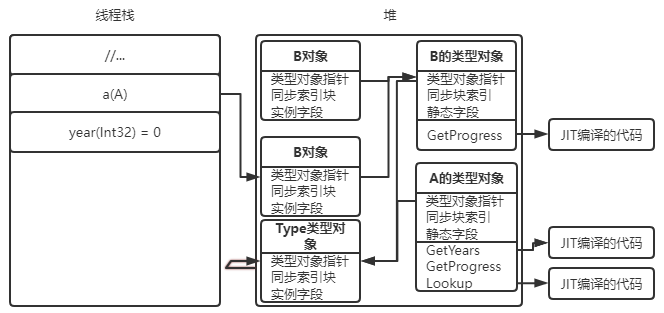 线程栈
堆
//...
a(A)
year(Int32) = 0
B对象
类型对象指针
同步索引块
实例字段
B对象
类型对象指针
同步索引块
实例字段
Type类型对
象
类型对象指针
同步索引块
实例字段
B的类型对象
类型对象指针
同步块索引
静态字段
GetProgress
A的类型对象
类型对象指针
同步块索引
静态字段
GetYears
GetProgress
Lookup
JIT编译的代码
JIT编译的代码
JIT编译的代码